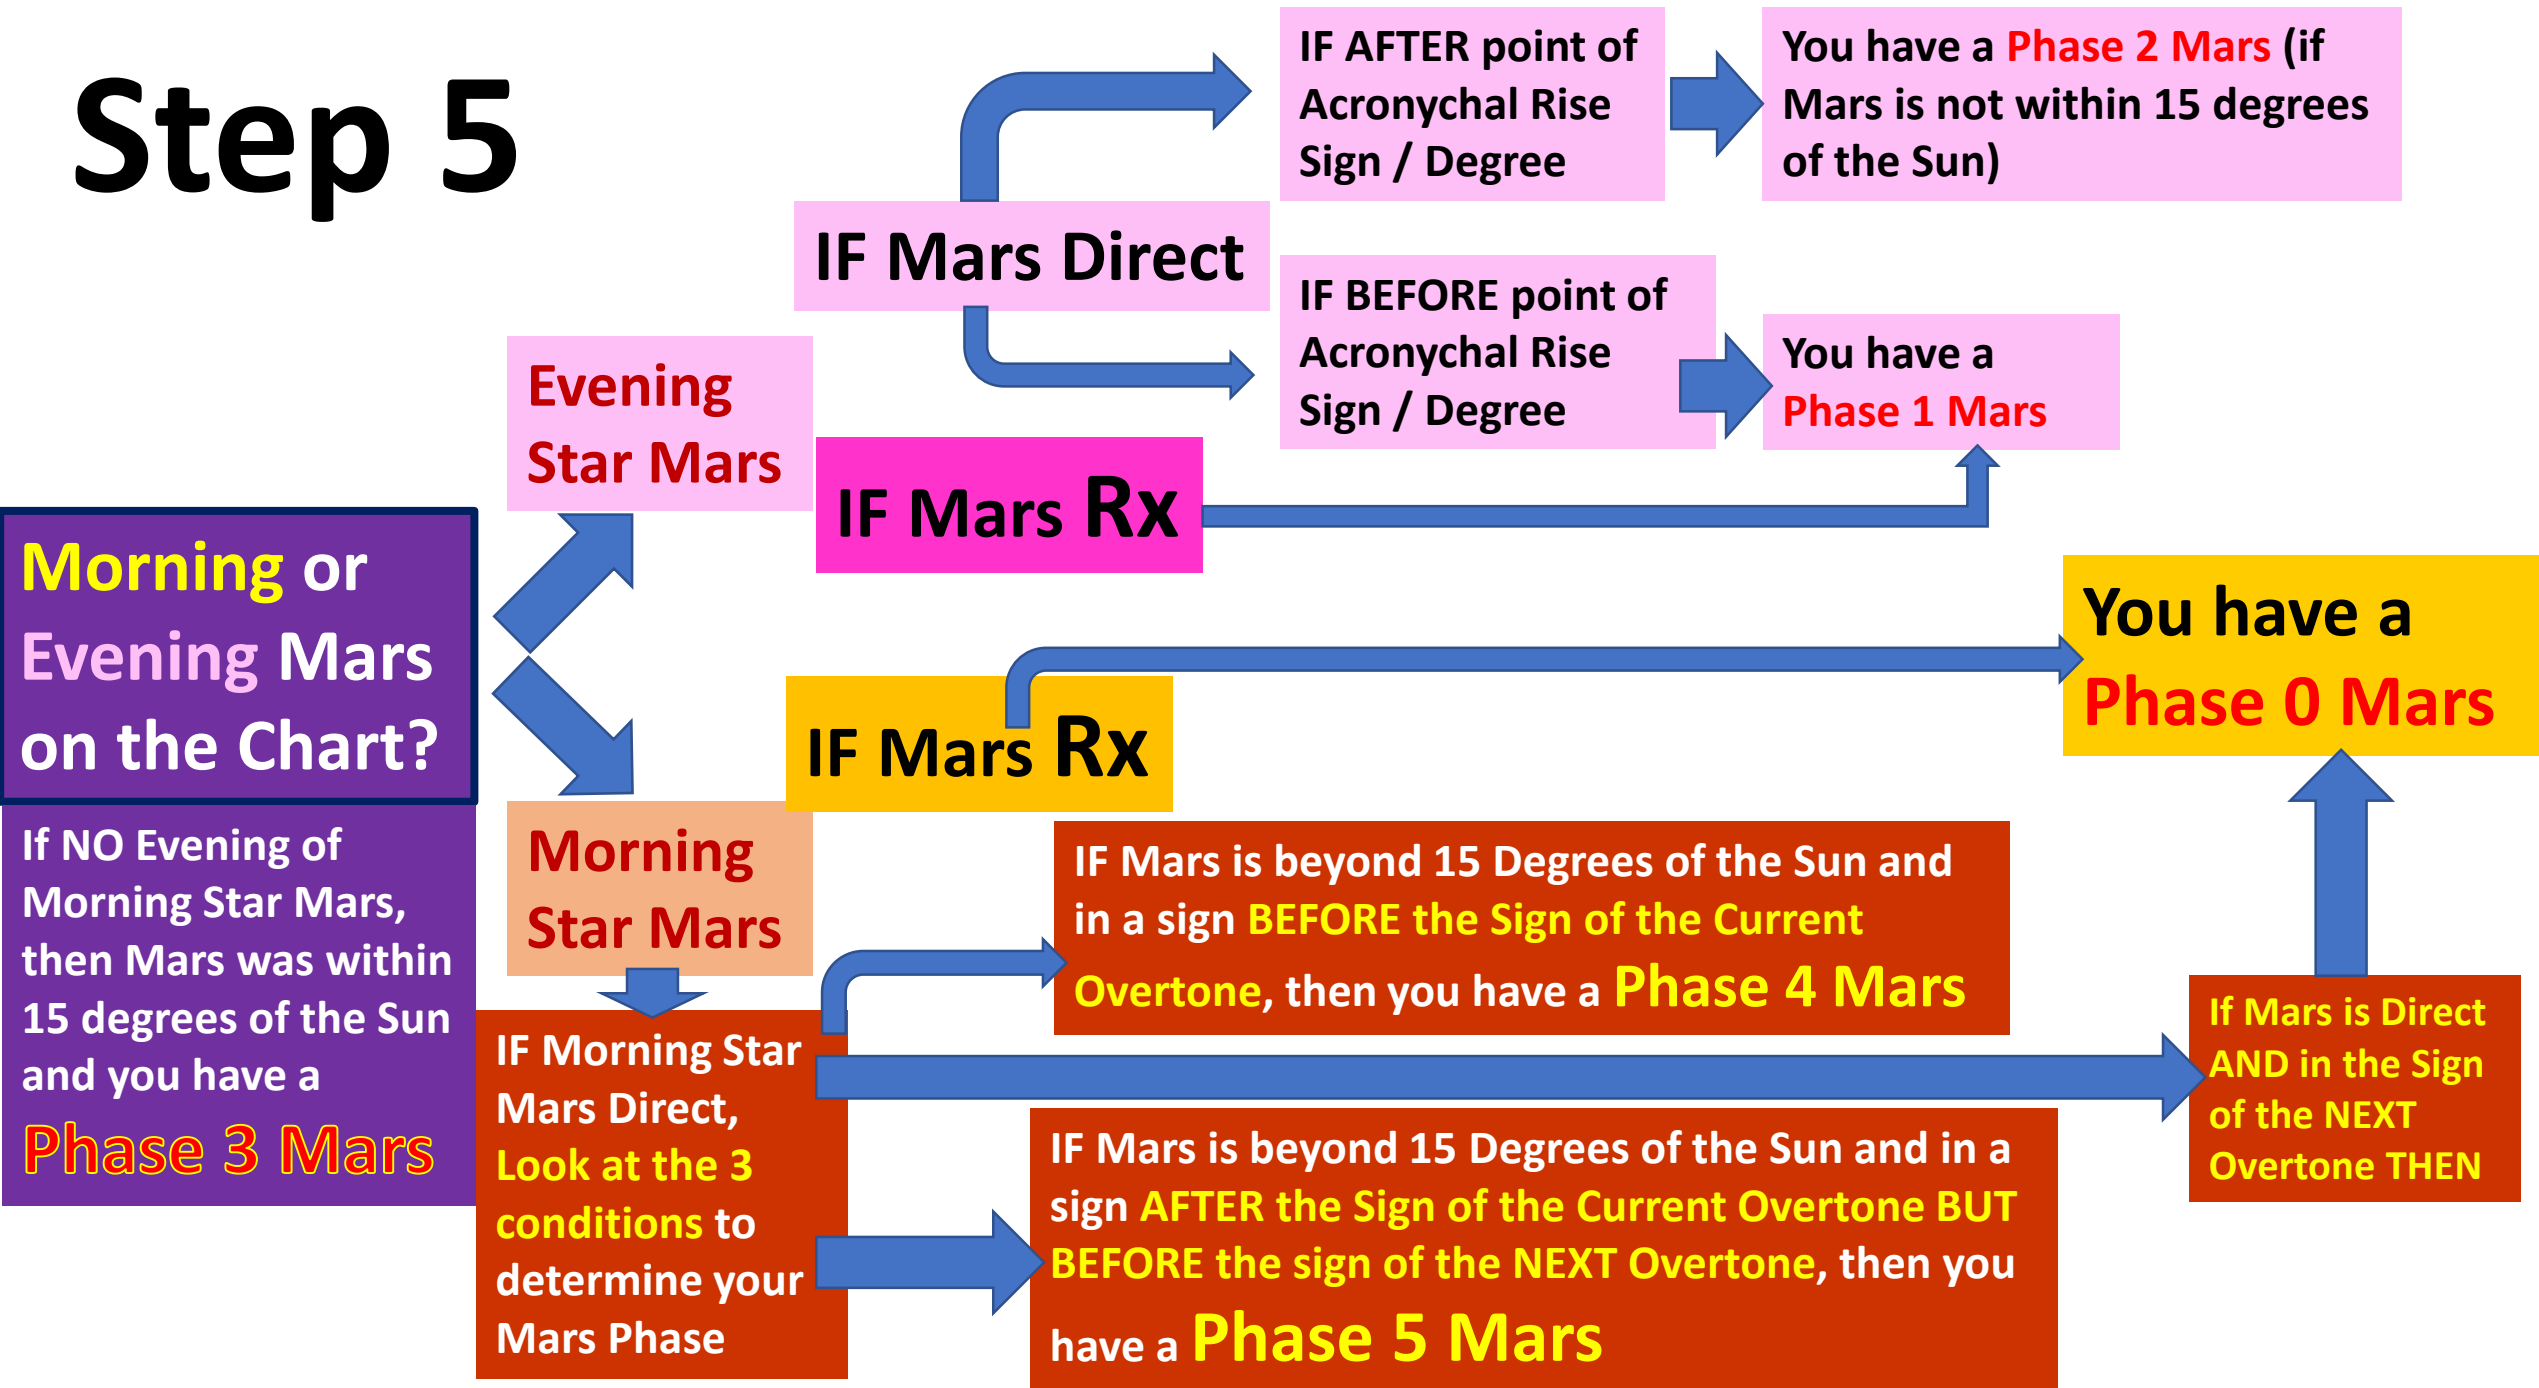 Step 5
IF AFTER point of
Acronychal Rise
Sign / Degree
You have a Phase 2 Mars (if
Mars is not within 15 degrees
of the Sun)
IF Mars Direct
IF BEFORE point of
Acronychal Rise
Sign / Degree
You have a
Phase 1 Mars
Evening
Star Mars
IF Mars Rx
Morning or
Evening Mars
on the Chart?
If NO Evening of
Morning Star Mars,
then Mars was within
15 degrees of the Sun
and you have a
Phase 3 Mars
IF Mars Rx
You have a
Phase 0 Mars
Morning
Star Mars
IF Mars is beyond 15 Degrees of the Sun and
in a sign BEFORE the Sign of the Current
Overtone, then you have a Phase 4 Mars
IF Morning Star
Mars Direct,
Look at the 3
conditions to
determine your
Mars Phase
If Mars is Direct
AND in the Sign
of the NEXT
Overtone THEN
IF Mars is beyond 15 Degrees of the Sun and in a
sign AFTER the Sign of the Current Overtone BUT
BEFORE the sign of the NEXT Overtone, then you
have a Phase 5 Mars